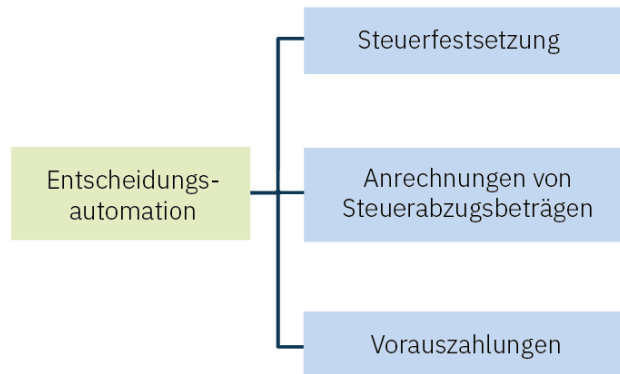 Steuerfestsetzung
Entscheidungs-
automation
Anrechnungen von
Steuerabzugsbeträgen
Vorauszahlungen